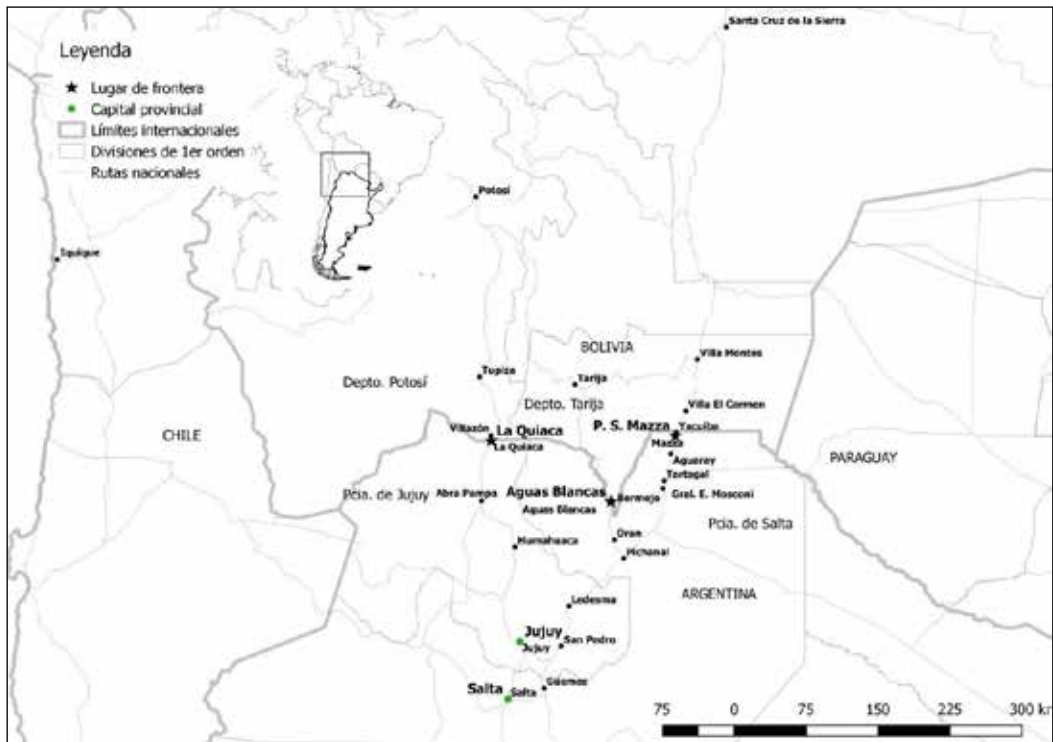 Santa Cruz de la Sierra
Leyenda
Lugar de frontera
Capital provincial
Límites internacionales
Divisiones de 1er orden
Rutas nacionales
Potosí
Iquique
BOLIVIA
Villa Montes
Tupiza
Tarija
Depto. Potosí
Depto. Tarija
Villa El Carmen
CHILE
Villazón
La Quiaca
La Quiaca
P. S. Mazza
Yacuiba
Mazza
Aguaray
PARAGUAY
Tartagal
Gral. E. Mosconi
Pcia. de Jujuy
Abra Pampa
Aguas Blancas
Bermejo
Aguas Blancas
Pcia. de Salta
Oran
Humahuaca
Pichanal
Ledesma
ARGENTINA
Jujuy
Jujuy
San Pedro
Salta
Salta
Güemes
75 0 75 150 225 300 km